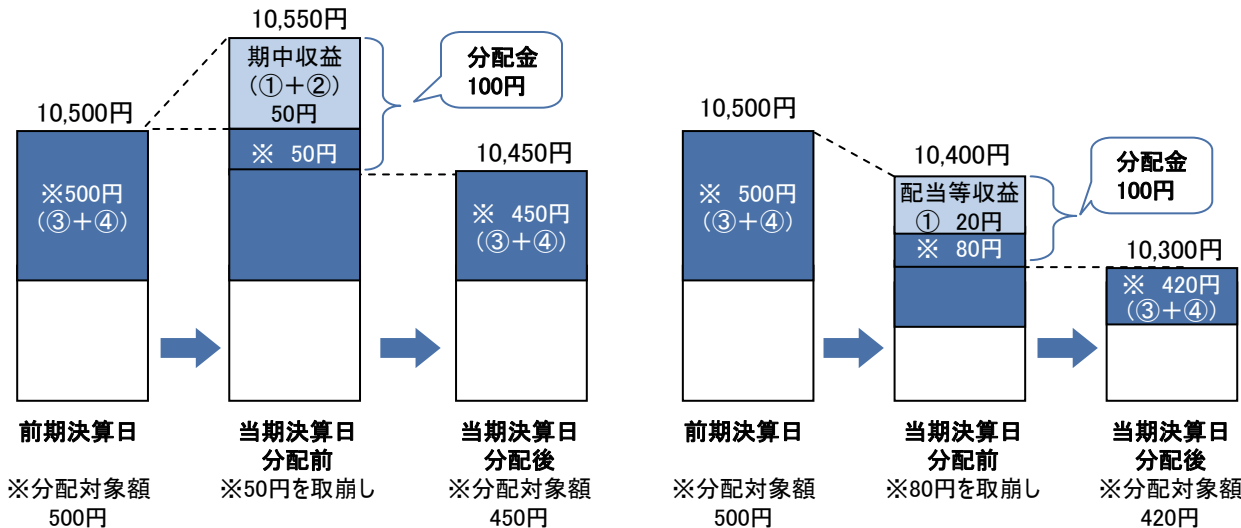 10,550円
期中収益
(①+②)
50円
※ 50円
分配金
100円
10,500円
※500円
(③+④)
10,450円
※ 450円
(③+④)
前期決算日
当期決算日
分配前
当期決算日
分配後
※分配対象額
500円
※50円を取崩し
※分配対象額
450円
10,500円
※ 500円
(③+④)
10,400円
配当等収益
① 20円
※ 80円
分配金
100円
10,300円
※ 420円
(③+④)
前期決算日
当期決算日
分配前
当期決算日
分配後
※分配対象額
500円
※80円を取崩し
※分配対象額
420円